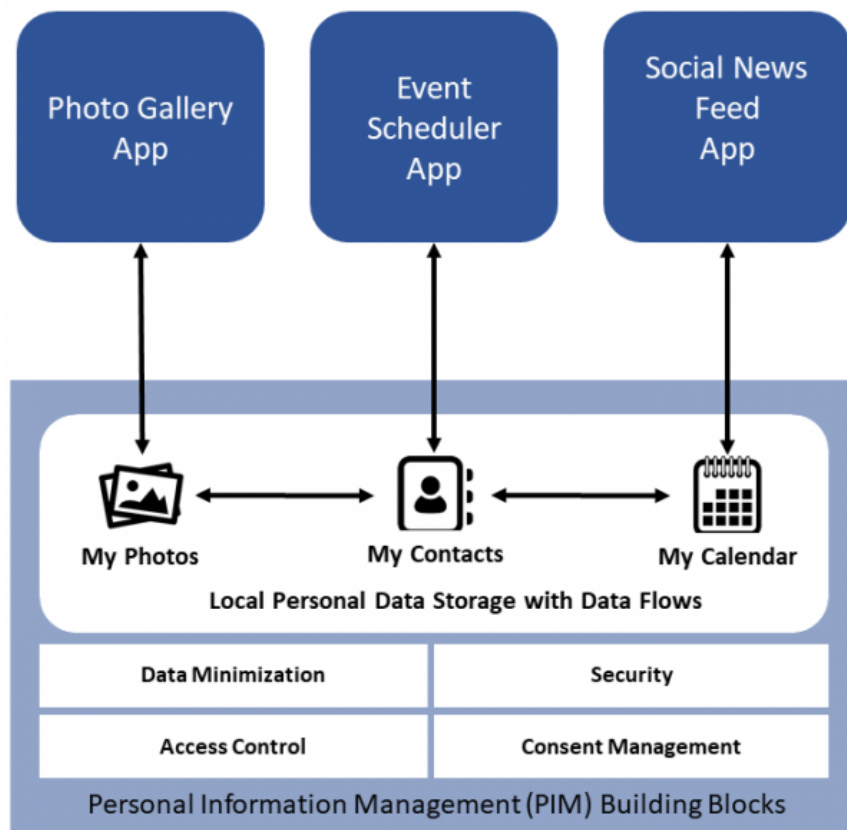 Photo Gallery
App
Event
Scheduler
App
Social News
Feed
App
My Photos
My Contacts
My Calendar
Local Personal Data Storage with Data Flows
Data Minimization
Security
Access Control
Consent Management
Personal Information Management (PIM) Building Blocks